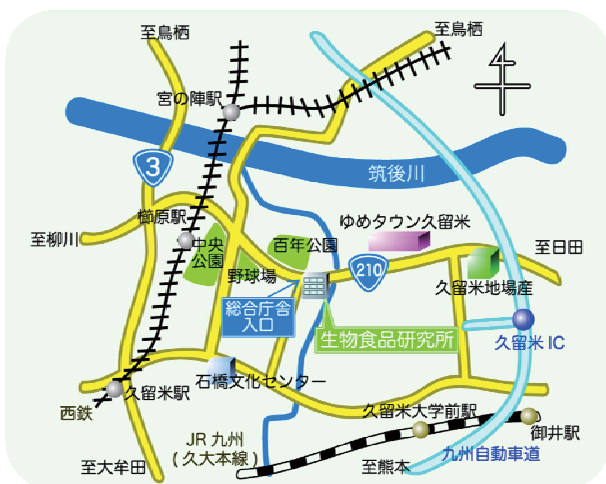 至鳥栖
至鳥栖
4
宮の陣駅
3
筑後川
櫛原駅
至柳川
中央
公園
百年公園
野球場
ゆめタウン久留米
至日田
210
久留米地場産
総合庁舎
入口
生物食品研究所
久留米 IC
石橋文化センター
久留米駅
西鉄
久留米大学前駅
御井駅
JR 九州
( 久大本線 )
九州自動車道
至大牟田
至熊本